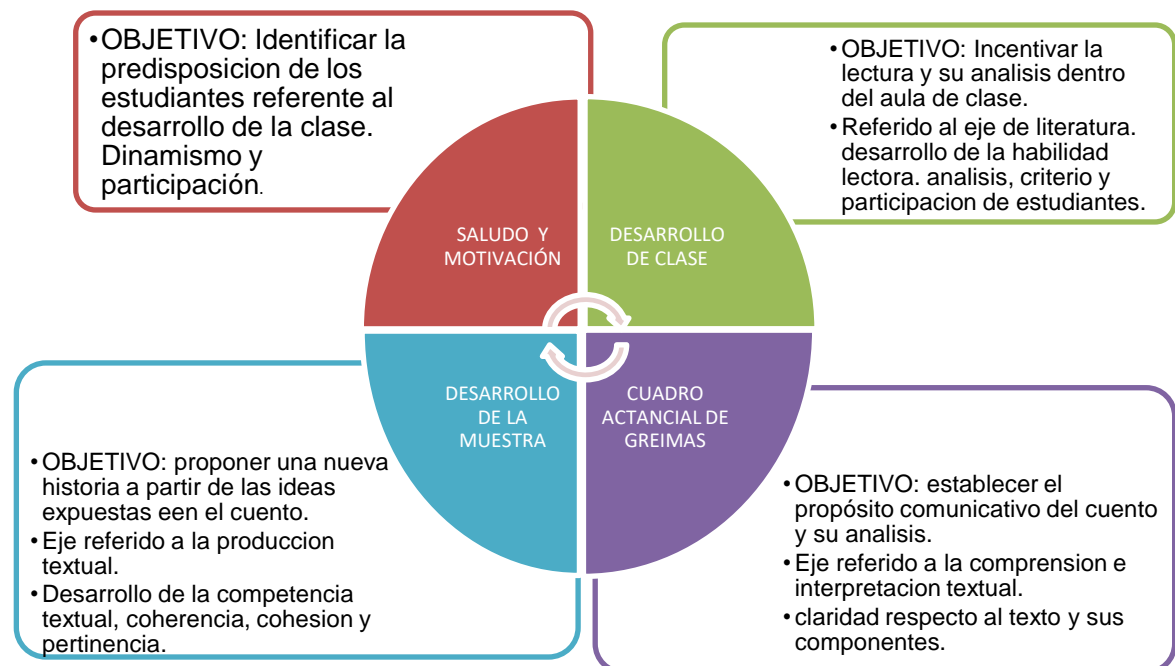 •OBJETIVO: Identificar la
predisposicion de los
estudiantes referente al
desarrollo de la clase.
Dinamismo y
participación.
•OBJETIVO: Incentivar la
lectura y su analisis dentro
del aula de clase.
•Referido al eje de literatura.
desarrollo de la habilidad
lectora. analisis, criterio y
participacion de estudiantes.
SALUDO Y
MOTIVACIÓN
DESARROLLO
DE CLASE
DESARROLLO
DE LA
MUESTRA
CUADRO
ACTANCIAL DE
GREIMAS
•OBJETIVO: proponer una nueva
historia a partir de las ideas
expuestas een el cuento.
•Eje referido a la produccion
textual.
•Desarrollo de la competencia
textual, coherencia, cohesion y
pertinencia.
•OBJETIVO: establecer el
propósito comunicativo del cuento
y su analisis.
•Eje referido a la comprension e
interpretacion textual.
•claridad respecto al texto y sus
componentes.